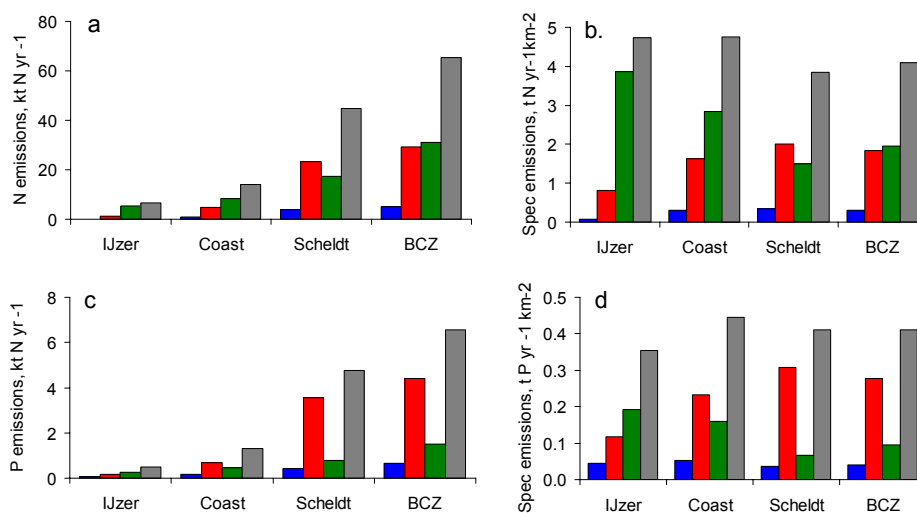 a
N emissions, kt N yr -1
80
60
40
20
0
IJzer Coast Scheldt BCZ
b.
Spec emissions, t N yr-1km-2
5
4
3
2
1
0
IJzer Coast Scheldt BCZ
c
P emissions, kt N yr -1
8
6
4
2
0
IJzer Coast Scheldt BCZ
d
Spec emissions, t P yr -1 km-2
0.5
0.4
0.3
0.2
0.1
0.0
IJzer Coast Scheldt BCZ